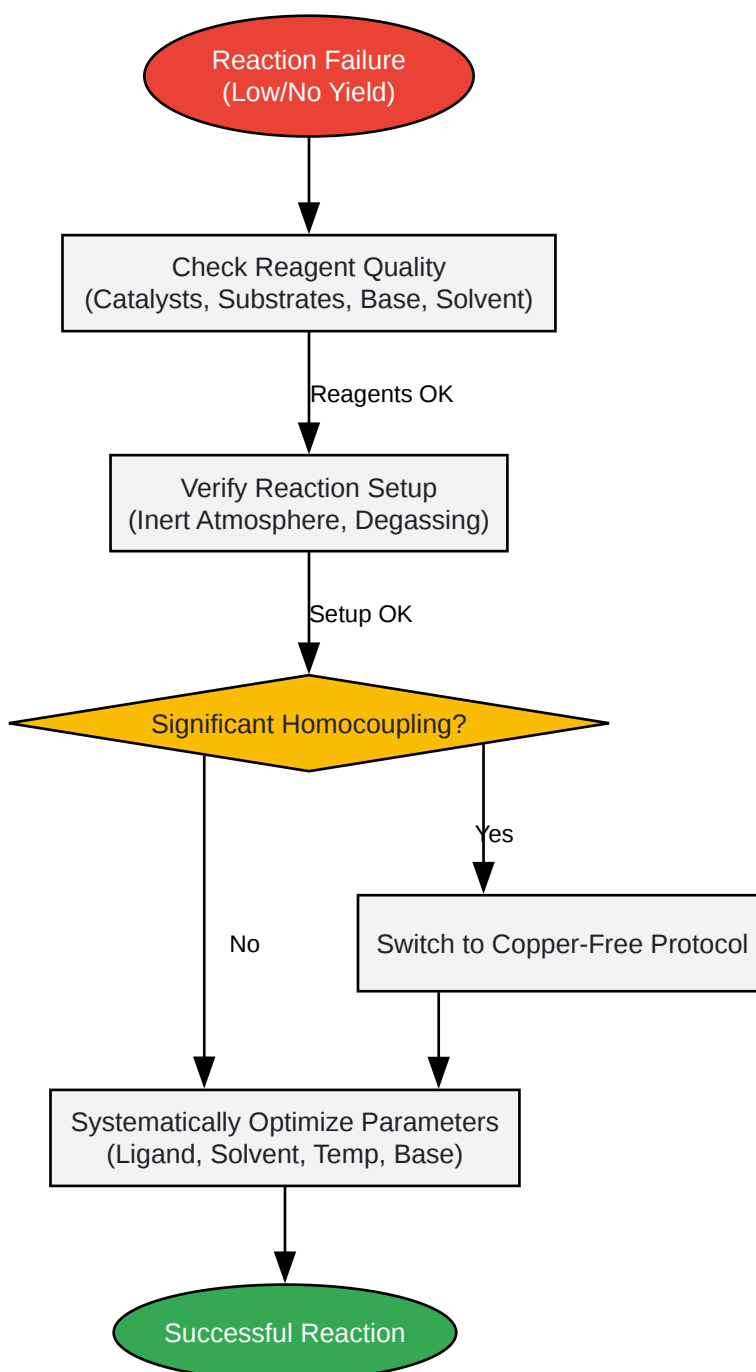 Reaction Failure
(Low/No Yield)
Check Reagent Quality
(Catalysts, Substrates, Base, Solvent)
Reagents OK
Verify Reaction Setup
(Inert Atmosphere, Degassing)
Setup OK
Significant Homocoupling?
Yes
No
Switch to Copper-Free Protocol
Systematically Optimize Parameters
(Ligand, Solvent, Temp, Base)
Successful Reaction